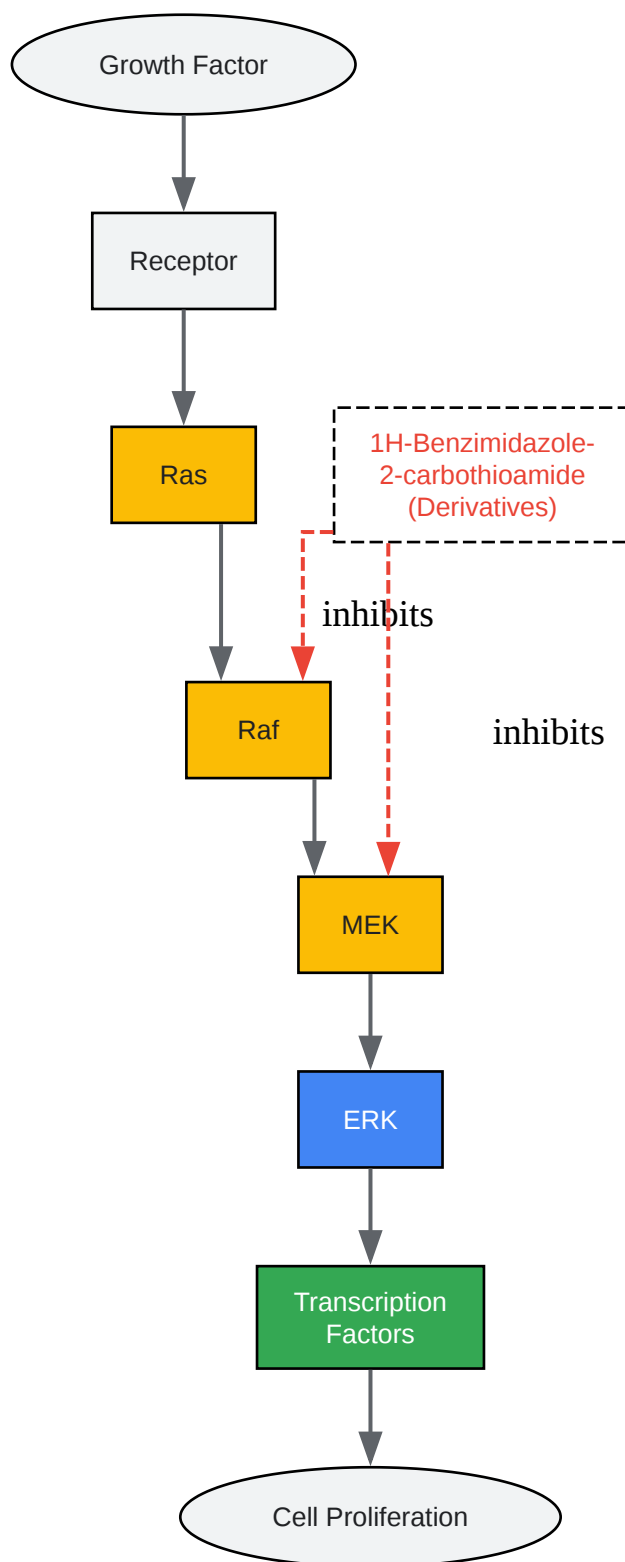 Growth Factor
Receptor
Ras
1H-Benzimidazole-
2-carbothioamide
(Derivatives)
inhibits
Raf
inhibits
MEK
ERK
Transcription
Factors
Cell Proliferation